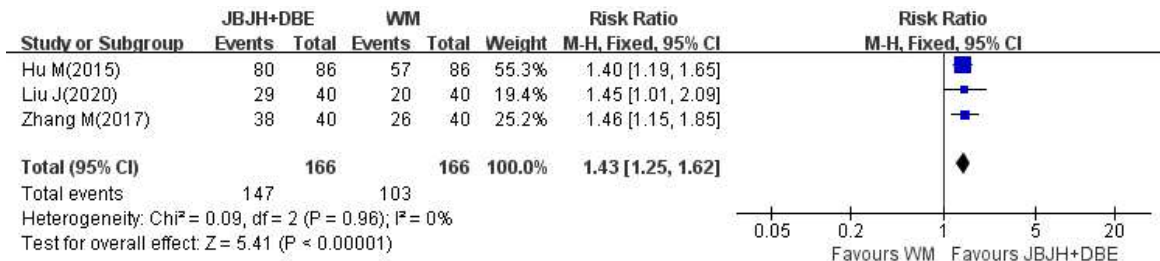 JBJH+DBE WM Risk Ratio Risk Ratio
Study or Subgroup Events Total Events Total Weight M-H, Fixed, 95% CI M-H, Fixed, 95% CI
Hu M(2015) 80 86 57 86 55.3% 1.40 [1.19, 1.65]
Liu J(2020) 29 40 20 40 19.4% 1.45 [1.01, 2.09]
Zhang M(2017) 38 40 26 40 25.2% 1.46 [1.15, 1.85]
Total (95% CI) 166 166 100.0% 1.43 [1.25, 1.62]
Total events 147 103
Heterogeneity: Chi² = 0.09, df = 2 (P = 0.96); I² = 0%
Test for overall effect: Z = 5.41 (P < 0.00001)
0.05 0.2 1 5 20
Favours WM Favours JBJH+DBE